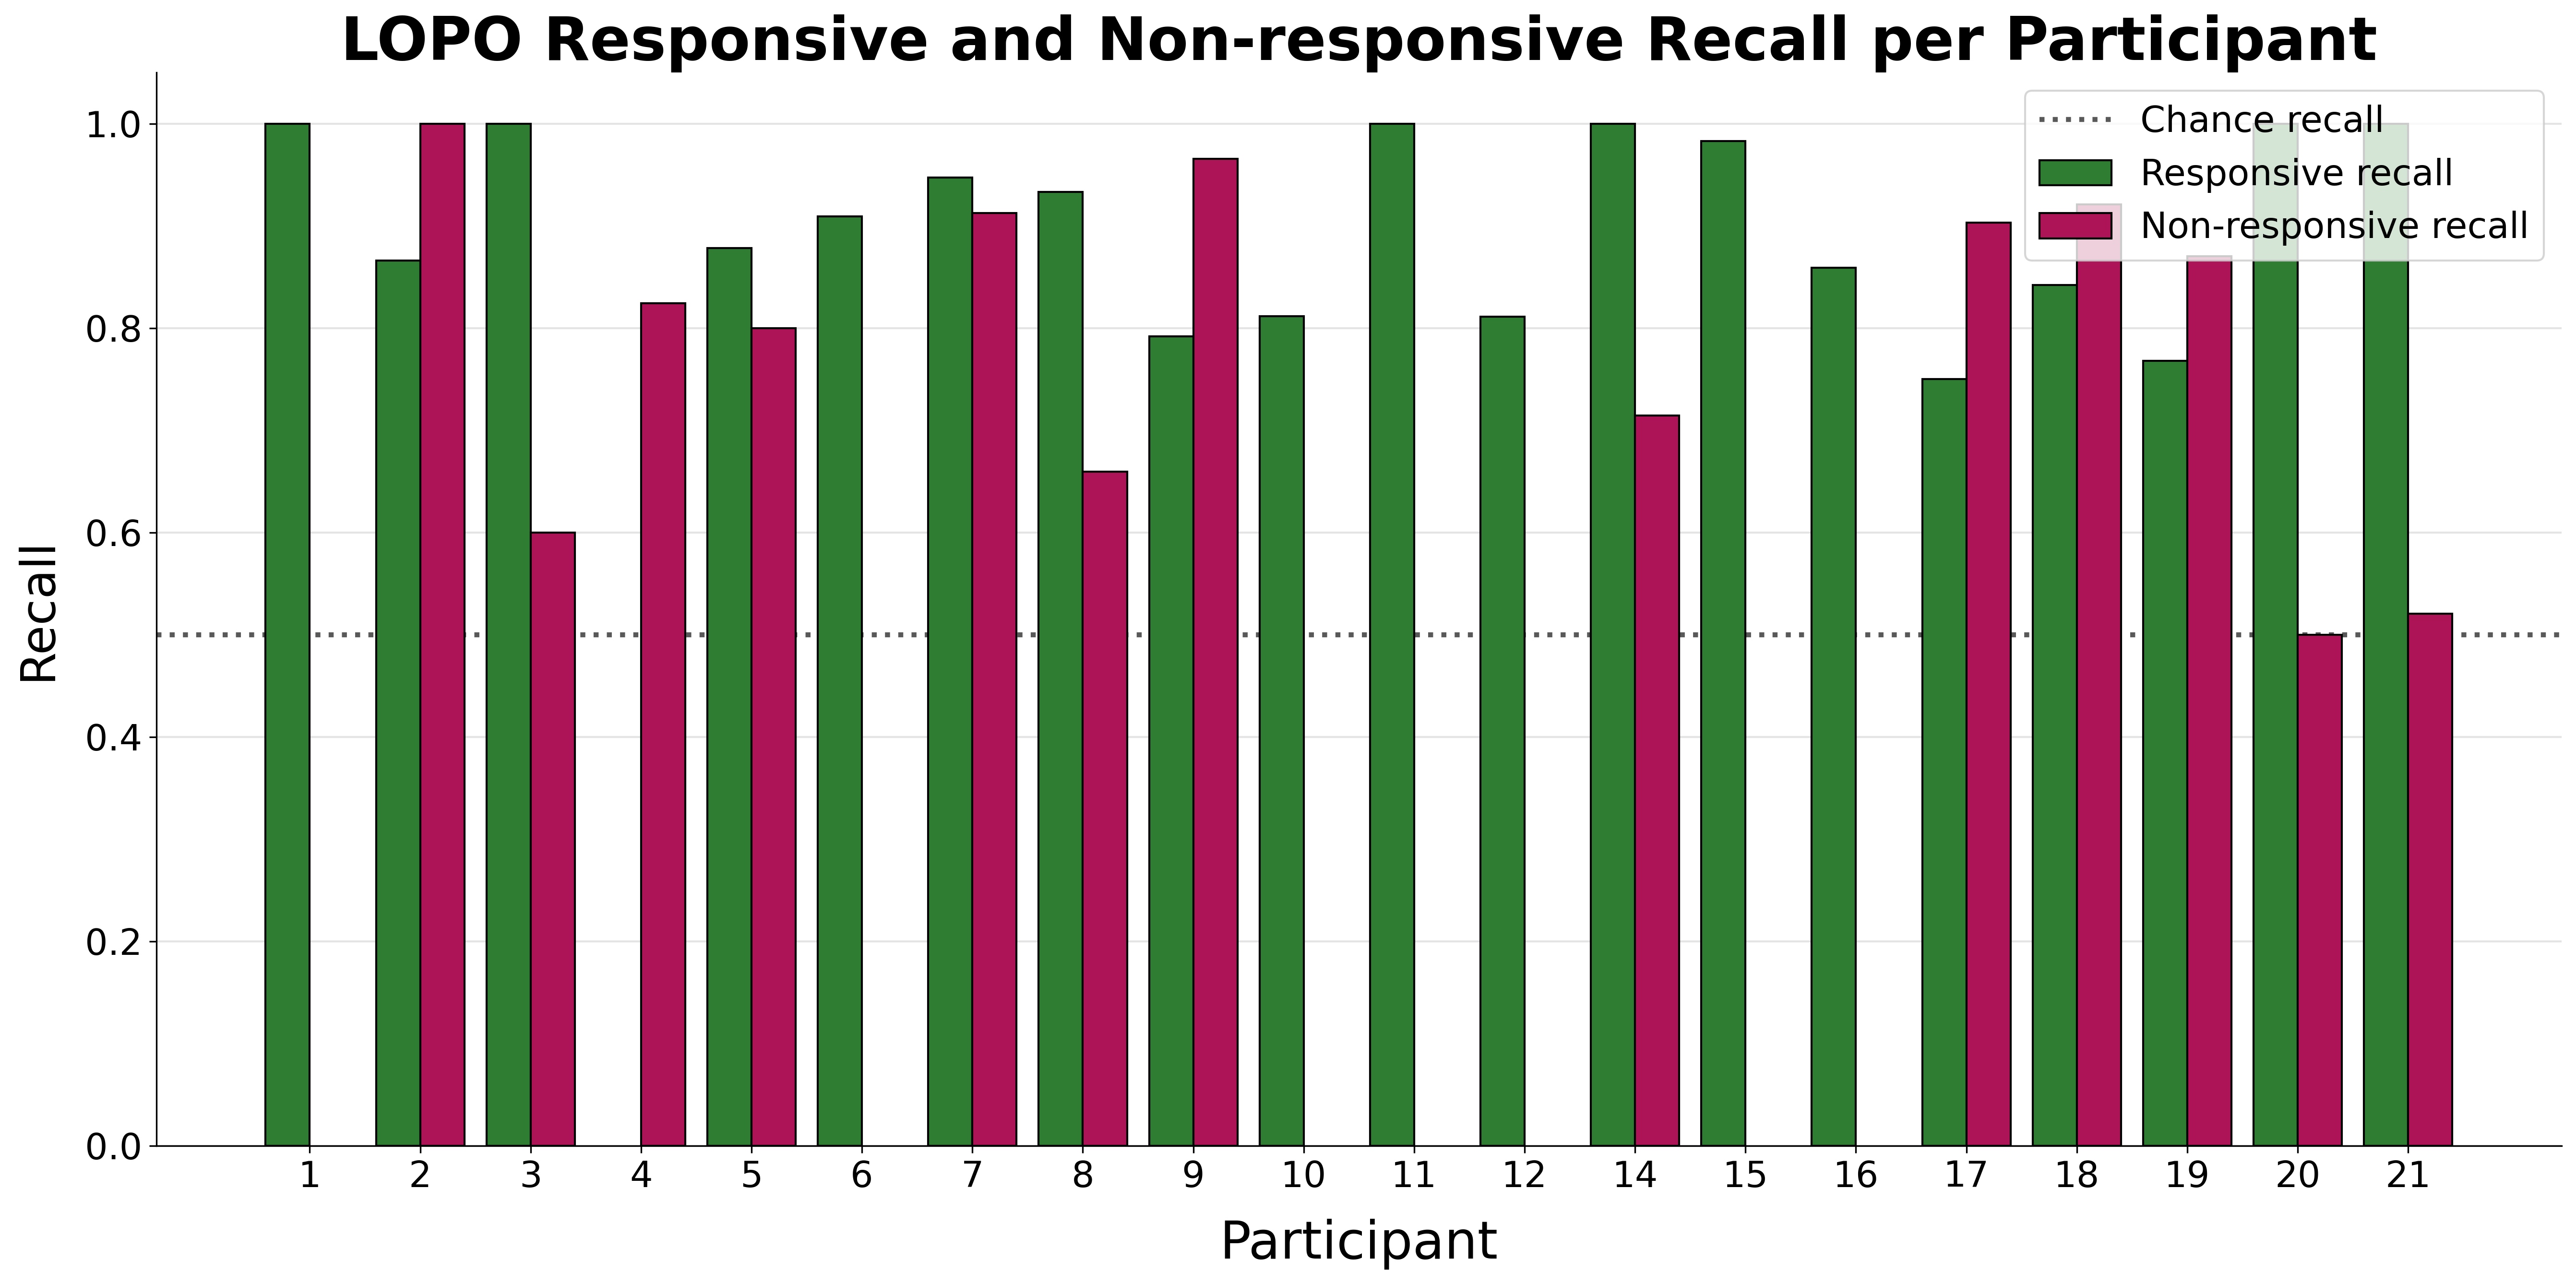 LOPO Responsive and Non-responsive Recall per Participant
Chance recall
Responsive recall
Non-responsive recall
1.0
0.8
0.6
0.4
0.2
0.0
Recall
1 2 3 4 5 6 7 8 9 10 11 12 14 15 16 17 18 19 20 21
Participant